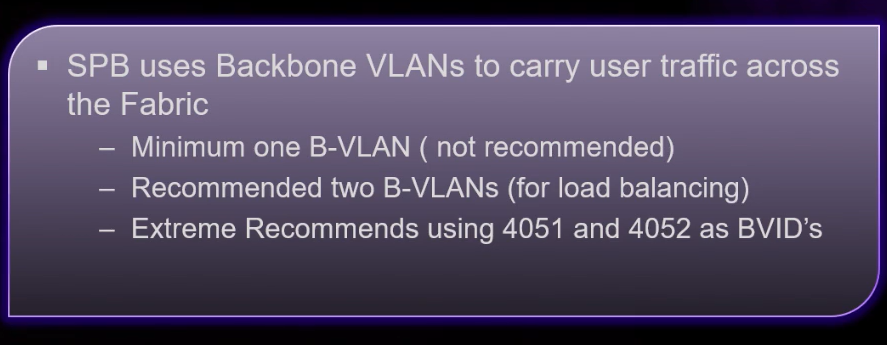 ▪ SPB uses Backbone VLANs to carry user traffic across
the Fabric
– Minimum one B-VLAN ( not recommended)
– Recommended two B-VLANs (for load balancing)
– Extreme Recommends using 4051 and 4052 as BVID’s